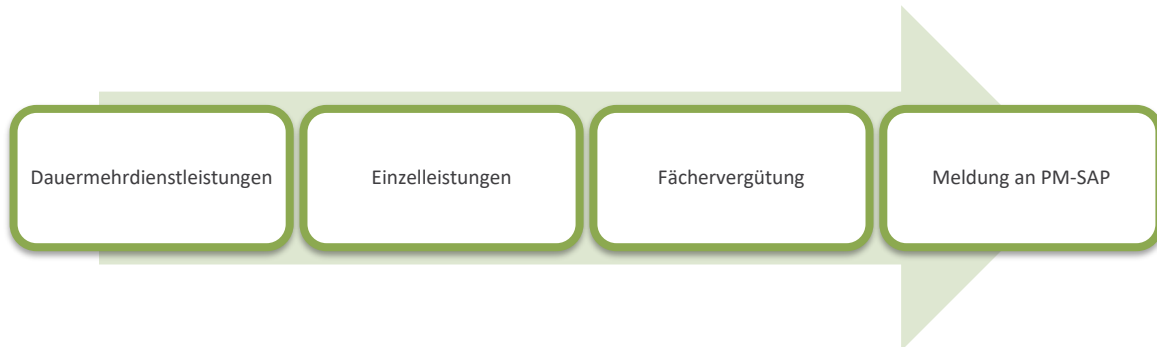 Dauermehrdienstleistungen
Einzelleistungen
Fächervergütung
Meldung an PM-SAP